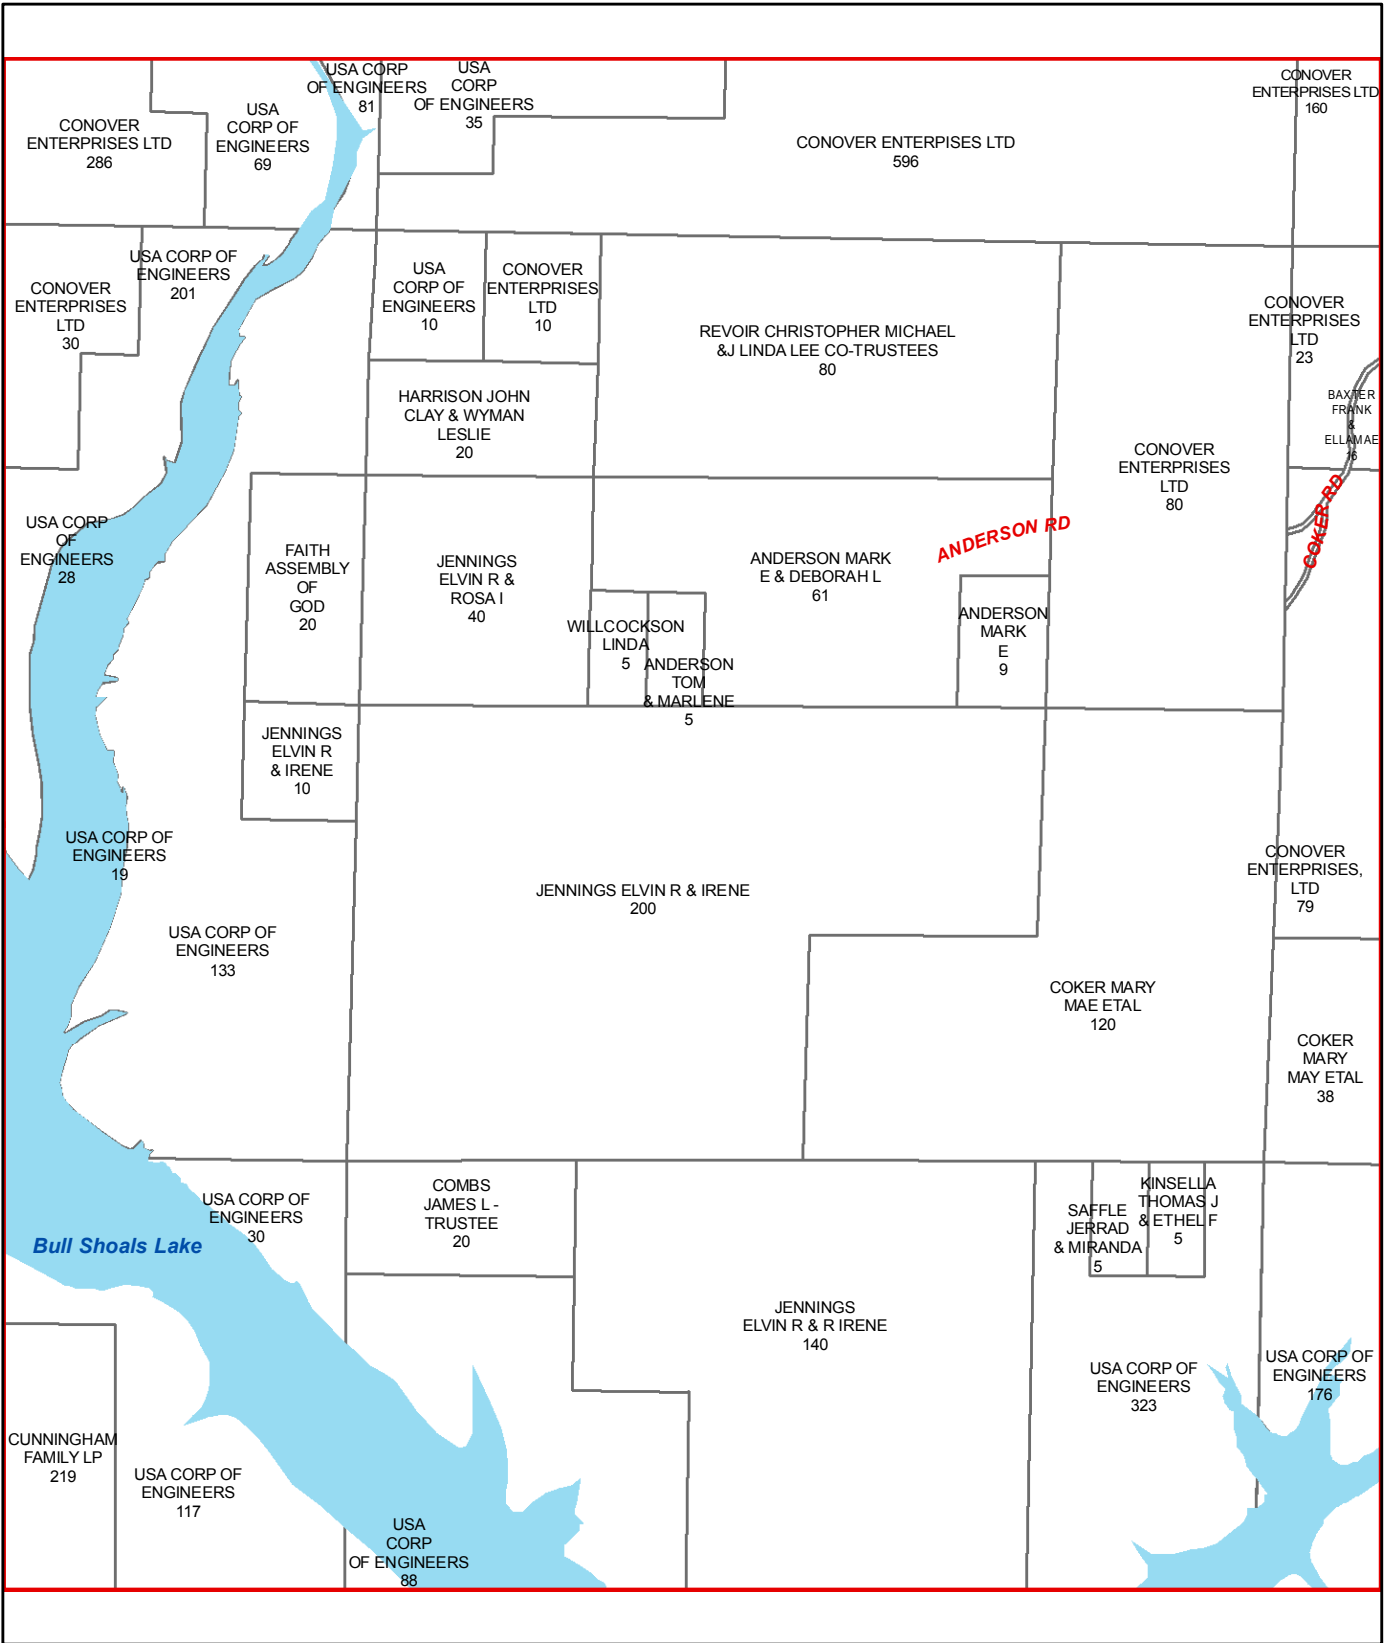 USA CORP
OF ENGINEERS
81
USA
CORP
OF ENGINEERS
35
CONOVER
ENTERPRISES LTD
160
CONOVER
ENTERPRISES LTD
286
USA
CORP OF
ENGINEERS
69
CONOVER ENTERPISES LTD
596
USA CORP OF
ENGINEERS
201
CONOVER
ENTERPRISES
LTD
30
USA
CORP OF
ENGINEERS
10
CONOVER
ENTERPRISES
LTD
10
REVOIR CHRISTOPHER MICHAEL
&J LINDA LEE CO-TRUSTEES
80
CONOVER
ENTERPRISES
LTD
23
HARRISON JOHN
CLAY & WYMAN
LESLIE
20
BAXTER
FRANK
&
ELLAMAE
16
CONOVER
ENTERPRISES
LTD
80
COKER RD
ANDERSON RD
USA CORP
OF
ENGINEERS
28
FAITH
ASSEMBLY
OF
GOD
20
JENNINGS
ELVIN R &
ROSA I
40
ANDERSON MARK
E & DEBORAH L
61
WILLCOCKSON
LINDA
5
ANDERSON
TOM
& MARLENE
5
ANDERSON
MARK
E
9
JENNINGS
ELVIN R
& IRENE
10
USA CORP OF
ENGINEERS
19
JENNINGS ELVIN R & IRENE
200
CONOVER
ENTERPRISES,
LTD
79
USA CORP OF
ENGINEERS
133
COKER MARY
MAE ETAL
120
COKER
MARY
MAY ETAL
38
USA CORP OF
ENGINEERS
30
Bull Shoals Lake
COMBS
JAMES L -
TRUSTEE
20
SAFFLE
JERRAD
& MIRANDA
5
KINSELLA
THOMAS J
& ETHEL F
5
JENNINGS
ELVIN R & R IRENE
140
USA CORP OF
ENGINEERS
323
USA CORP OF
ENGINEERS
176
CUNNINGHAM
FAMILY LP
219
USA CORP OF
ENGINEERS
117
USA
CORP
OF ENGINEERS
88